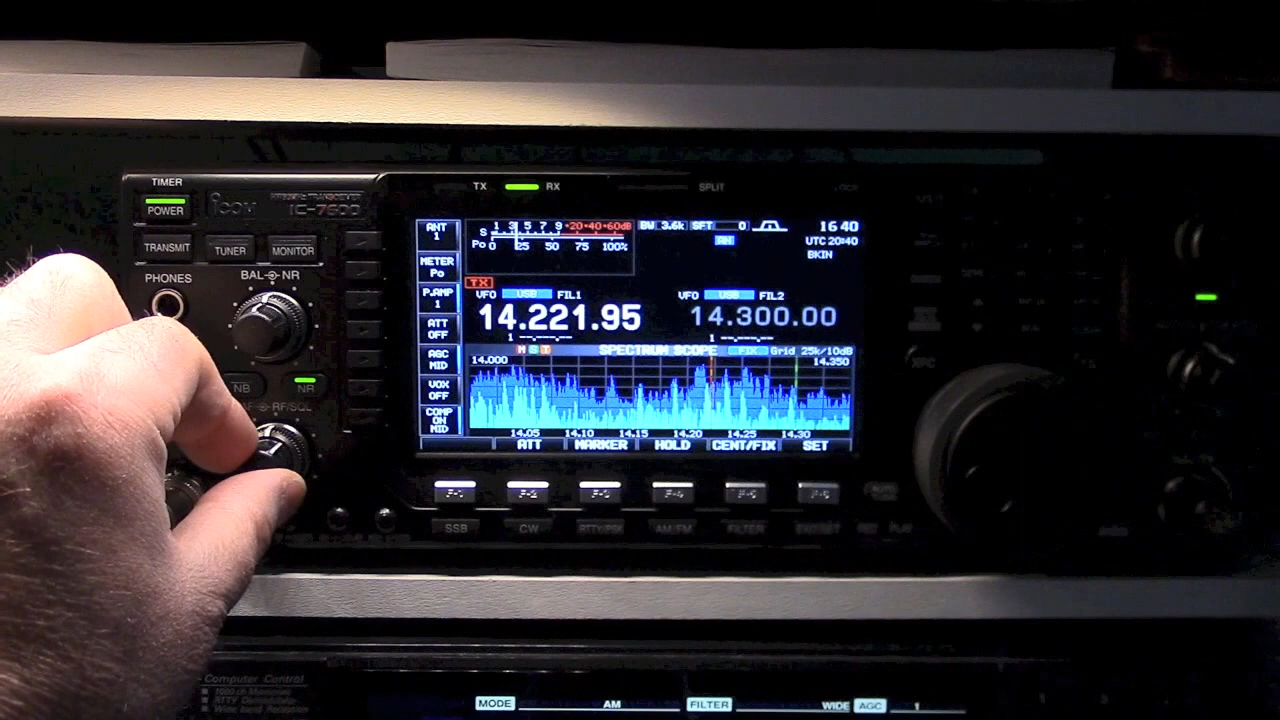 TIMER
POWER
ICOM
IC-7600
TRANSMIT
TUNER
MONITOR
PHONES
BAL NR
NB
NR
AF RF/SQL
TX RX
SPLIT
LOCK
ANT
1
METER
Po
P.AMP
1
ATT
OFF
AGC
MID
VOX
OFF
COMP
ON
MID
S 1 3 5 7 9 +20+40+60dB
Po 0 25 50 75 100%
BW 3.6k SFT 0
16 40
UTC 20:40
BKIN
TX
VFO USB FIL1
14.221.95
1 --.---.--
VFO USB FIL2
14.300.00
1 --.---.--
M S T SPECTRUM SCOPE FIX Grid 25k/10dB
14.000
14.350
14.05 14.10 14.15 14.20 14.25 14.30
ATT MARKER HOLD CENT/FIX SET
F-1 F-2 F-3 F-4 F-5 F-6
SSB CW RTTY/PSK AM/FM FILTER EXIT/SET
Computer Control
1000 ch Memories
RTTY Demodulator
Wide band Reception
MODE AM FILTER WIDE AGC 1